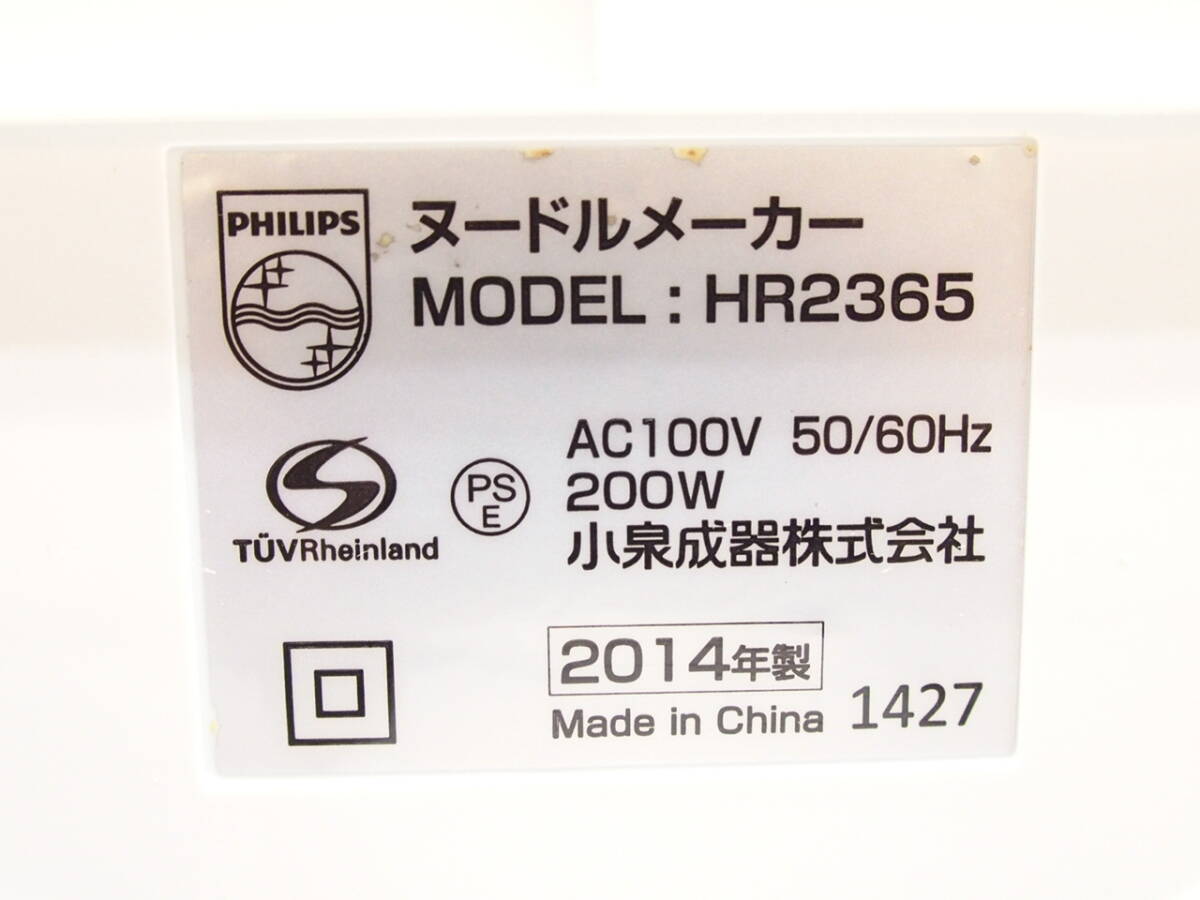 PHILIPS
ヌードルメーカー
MODEL : HR2365
AC100V 50/60Hz
200W
小泉成器株式会社
TÜVRheinland
PS
E
2014年製
Made in China 1427